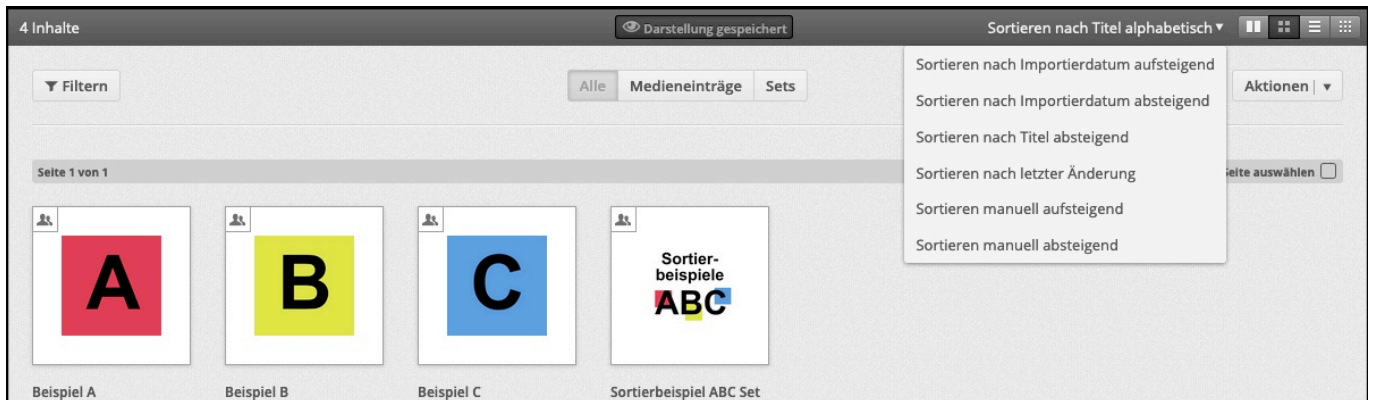 4 Inhalte
Darstellung gespeichert
Sortieren nach Titel alphabetisch
Sortieren nach Importierdatum aufsteigend
Sortieren nach Importierdatum absteigend
Sortieren nach Titel absteigend
Sortieren nach letzter Änderung
Sortieren manuell aufsteigend
Sortieren manuell absteigend
Filtern
Alle
Medieneinträge
Sets
Aktionen
Seite 1 von 1
Seite auswählen
A
B
C
Sortier-
beispiele
ABC
Beispiel A
Beispiel B
Beispiel C
Sortierbeispiel ABC Set